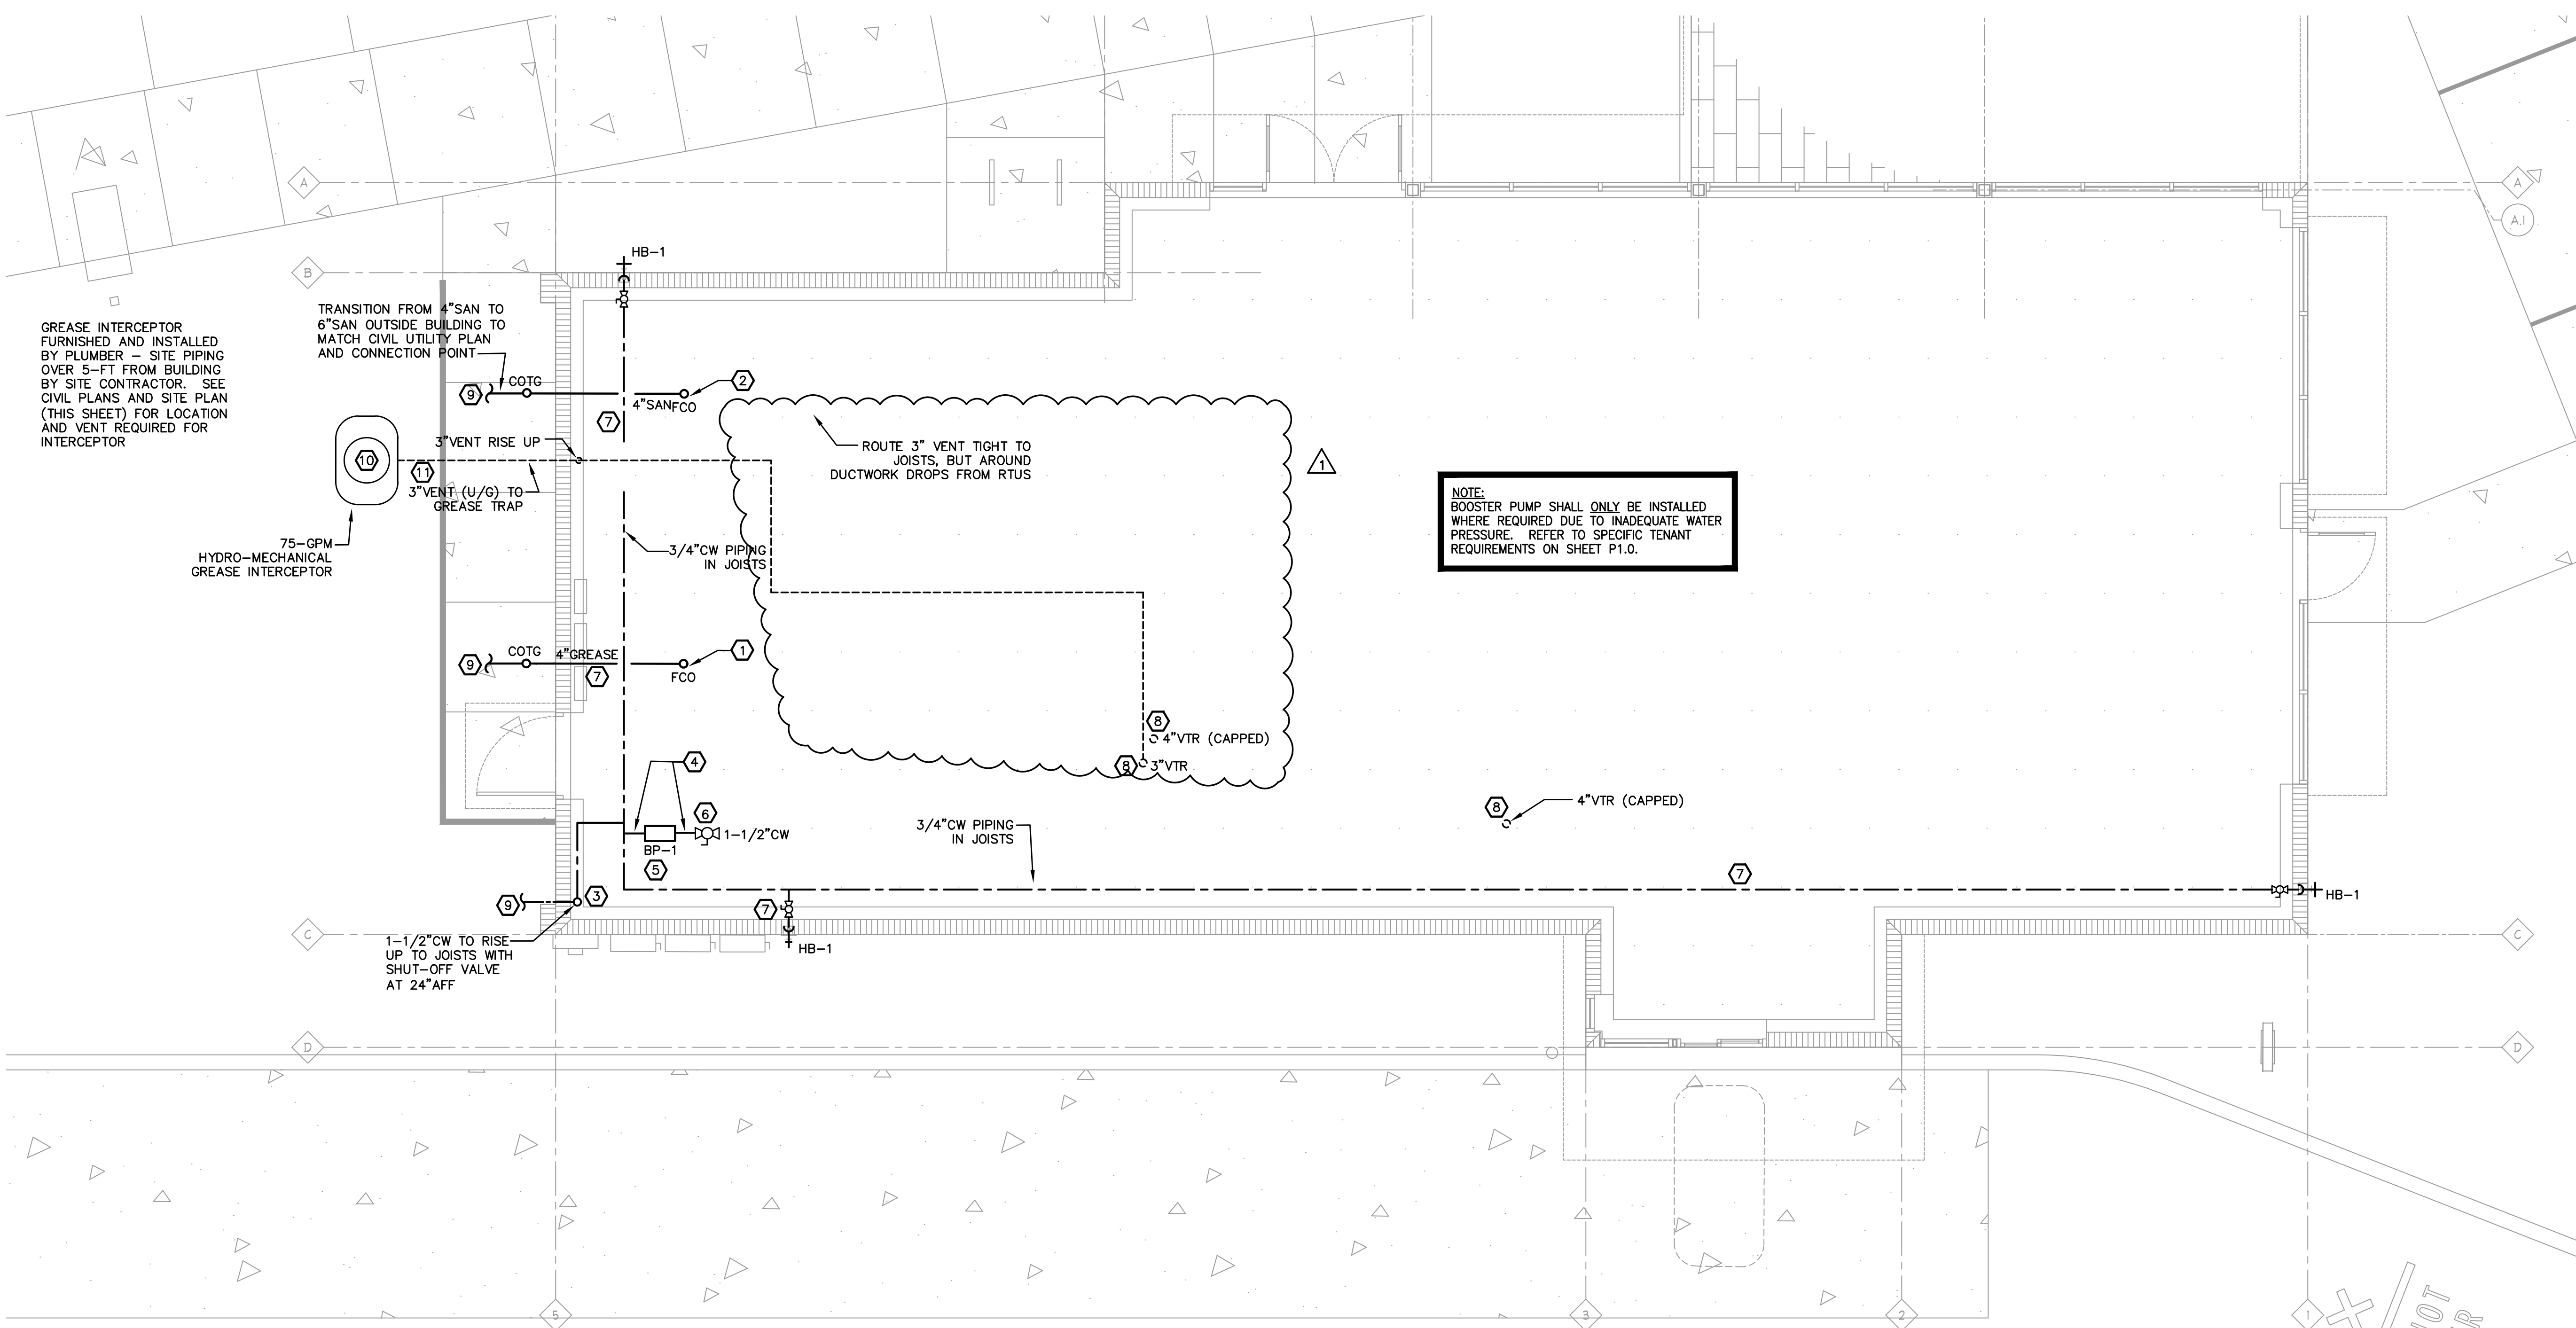 A
A
A.1
B
HB-1
GREASE INTERCEPTOR
FURNISHED AND INSTALLED
BY PLUMBER – SITE PIPING
OVER 5-FT FROM BUILDING
BY SITE CONTRACTOR.  SEE
CIVIL PLANS AND SITE PLAN
(THIS SHEET) FOR LOCATION
AND VENT REQUIRED FOR
INTERCEPTOR
TRANSITION FROM 4"SAN TO
6"SAN OUTSIDE BUILDING TO
MATCH CIVIL UTILITY PLAN
AND CONNECTION POINT
9
COTG
4"SAN
FCO
2
7
3"VENT RISE UP
10
11
3"VENT (U/G) TO
GREASE TRAP
75-GPM
HYDRO-MECHANICAL
GREASE INTERCEPTOR
ROUTE 3" VENT TIGHT TO
JOISTS, BUT AROUND
DUCTWORK DROPS FROM RTUS
1
NOTE:
BOOSTER PUMP SHALL ONLY BE INSTALLED
WHERE REQUIRED DUE TO INADEQUATE WATER
PRESSURE.  REFER TO SPECIFIC TENANT
REQUIREMENTS ON SHEET P1.0.
3/4"CW PIPING
IN JOISTS
9
COTG
4"GREASE
7
FCO
1
8
4"VTR (CAPPED)
8
3"VTR
4
6
1-1/2"CW
BP-1
5
8
4"VTR (CAPPED)
3/4"CW PIPING
IN JOISTS
7
HB-1
9
3
7
HB-1
1-1/2"CW TO RISE
UP TO JOISTS WITH
SHUT-OFF VALVE
AT 24"AFF
C
C
D
D
5
3
2
1